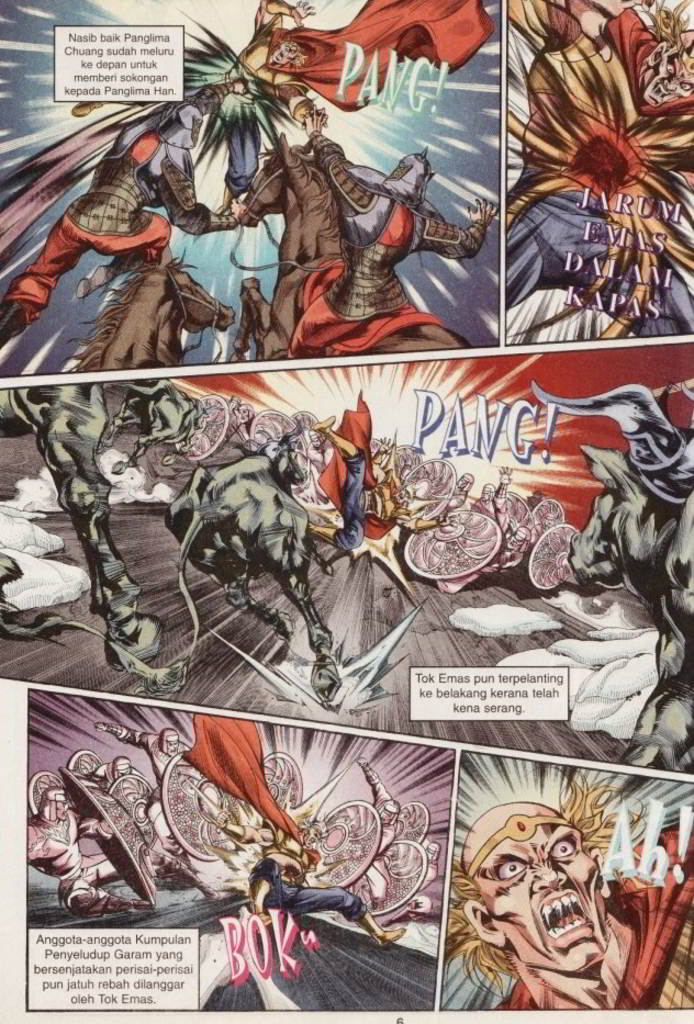 Nasib baik Panglima
Chuang sudah meluru
ke depan untuk
memberi sokongan
kepada Panglima Han.
PANG!
JARUM
EMAS
DALAM
KAPAS
PANG!
Tok Emas pun terpelanting
ke belakang kerana telah
kena serang.
Anggota-anggota Kumpulan
Penyeludup Garam yang
bersenjatakan perisai-perisai
pun jatuh rebah dilanggar
oleh Tok Emas.
BOK"
Ah!
6